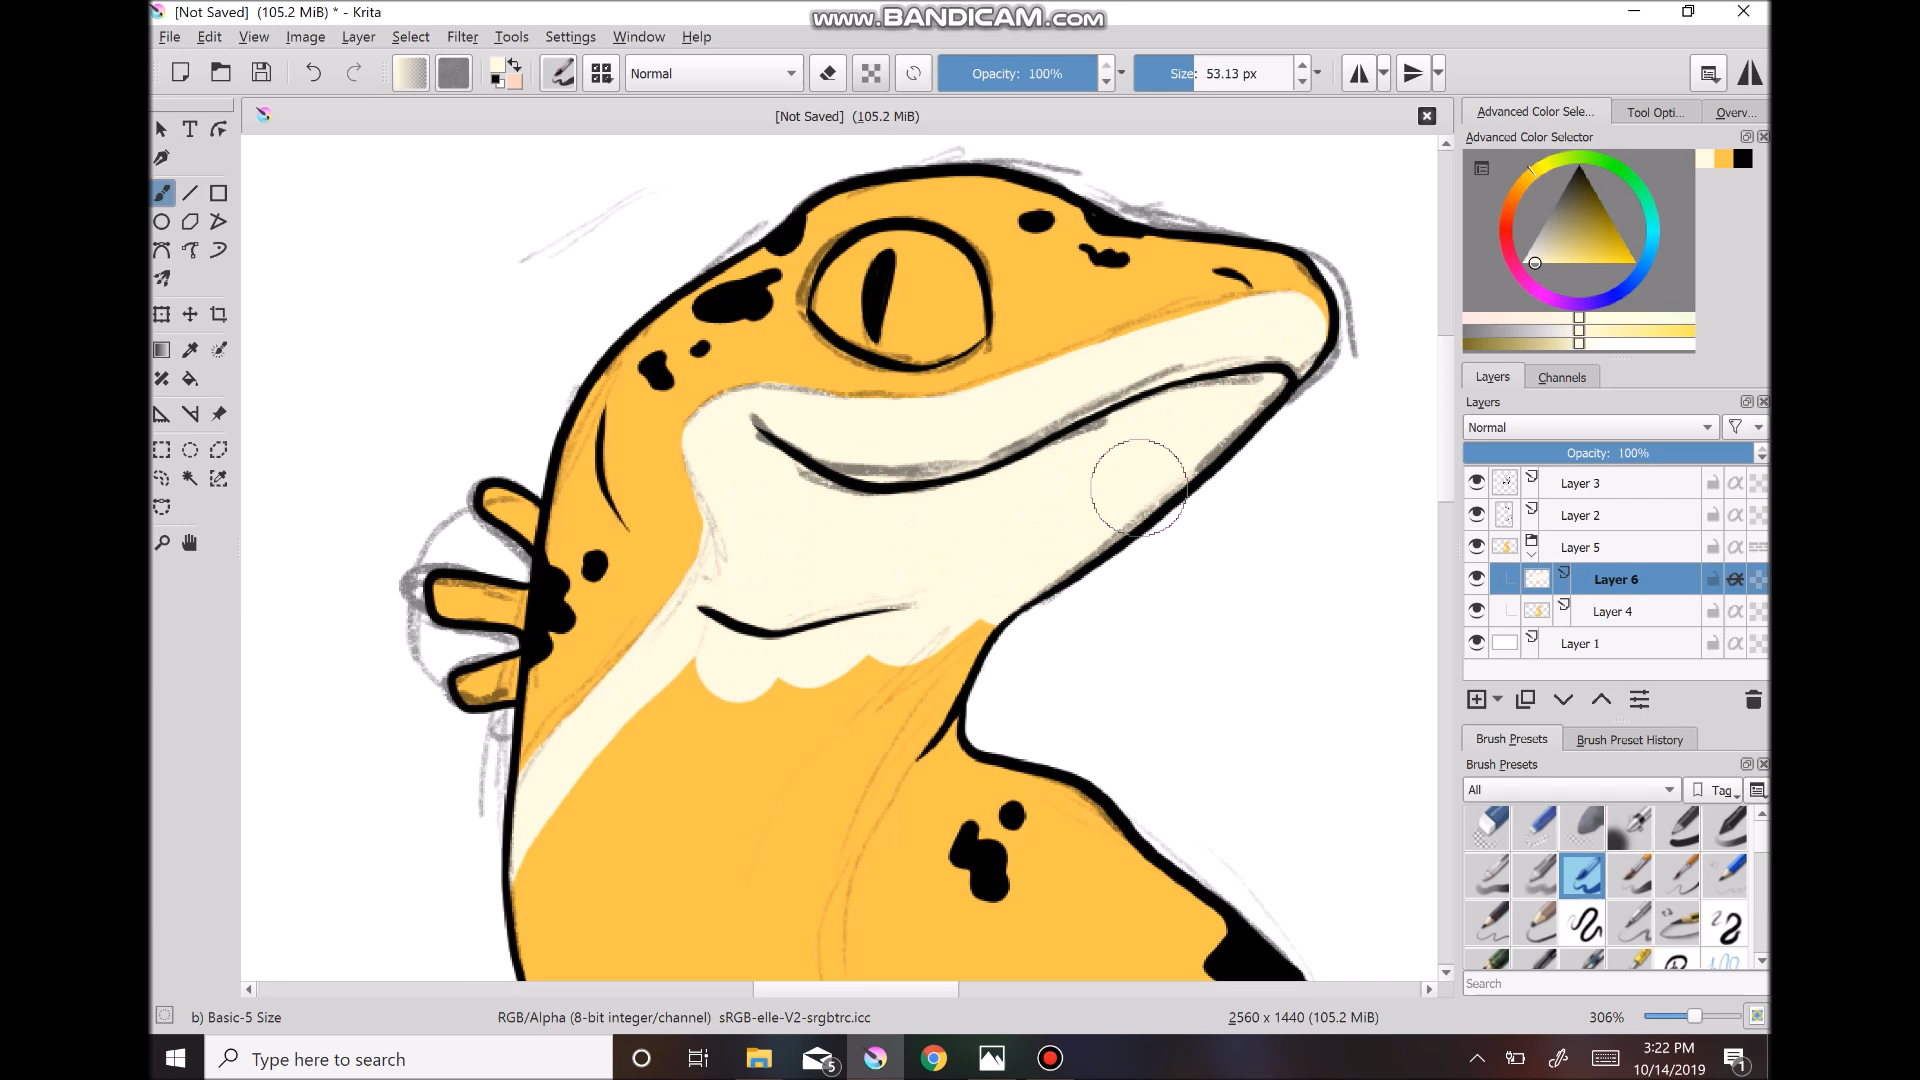 [Not Saved] (105.2 MiB) * - Krita
www.BANDICAM.com
File Edit View Image Layer Select Filter Tools Settings Window Help
Normal
Opacity: 100%
Size: 53.13 px
[Not Saved] (105.2 MiB)
Advanced Color Sele...
Tool Opti...
Overv...
Advanced Color Selector
Layers
Channels
Layers
Normal
Opacity: 100%
Layer 3
Layer 2
Layer 5
Layer 6
Layer 4
Layer 1
Brush Presets
Brush Preset History
Brush Presets
All
Tag
Search
b) Basic-5 Size
RGB/Alpha (8-bit integer/channel) sRGB-elle-V2-srgbtrc.icc
2560 x 1440 (105.2 MiB)
306%
Type here to search
5
3:22 PM
10/14/2019
1